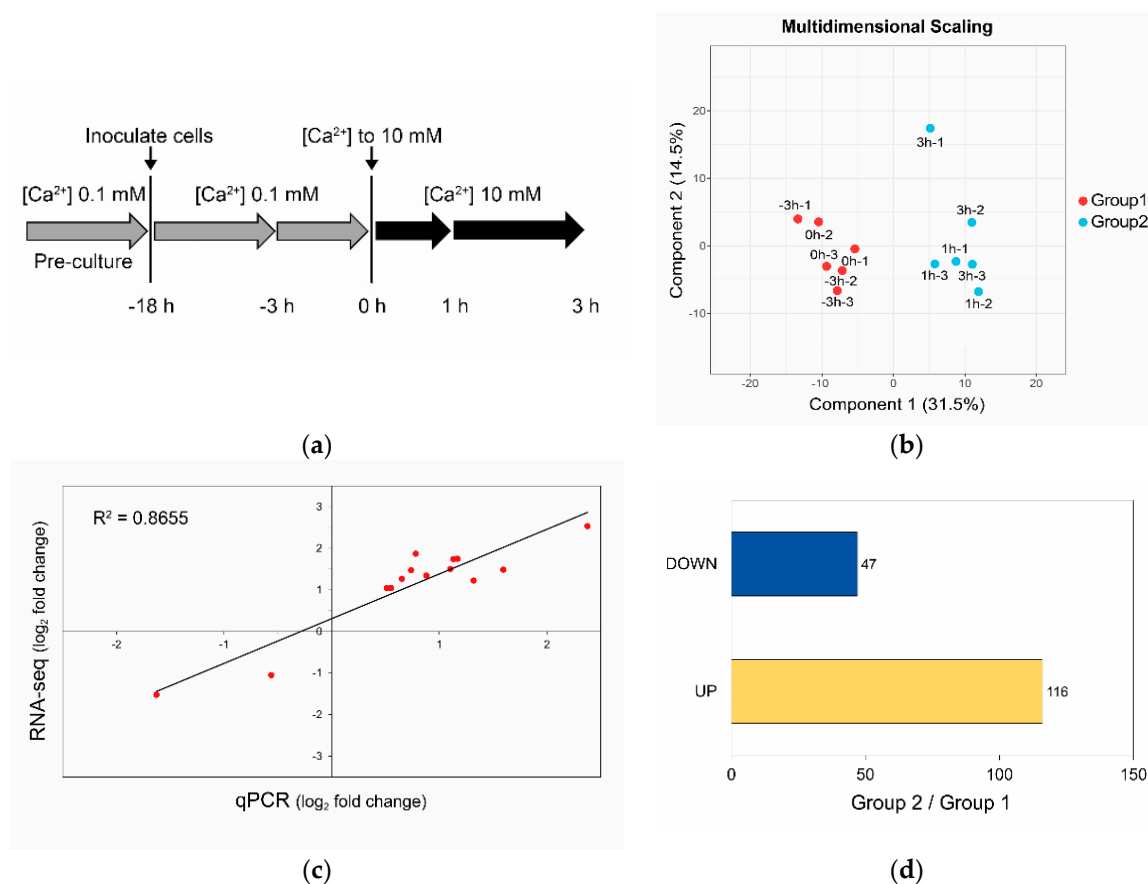 Inoculate cells
[Ca²⁺] to 10 mM
[Ca²⁺] 0.1 mM
[Ca²⁺] 0.1 mM
[Ca²⁺] 10 mM
Pre-culture
-18 h
-3 h
0 h
1 h
3 h
(a)
Multidimensional Scaling
Component 2 (14.5%)
20
10
0
-10
3h-1
-3h-1
0h-2
3h-2
0h-3
0h-1
1h-1
-3h-2
1h-3
3h-3
-3h-3
1h-2
-20
-10
0
10
20
Component 1 (31.5%)
Group1
Group2
(b)
R² = 0.8655
RNA-seq (log₂ fold change)
3
2
1
0
-1
-2
-3
-2
-1
1
2
qPCR (log₂ fold change)
(c)
DOWN
47
UP
116
0
50
100
150
Group 2 / Group 1
(d)